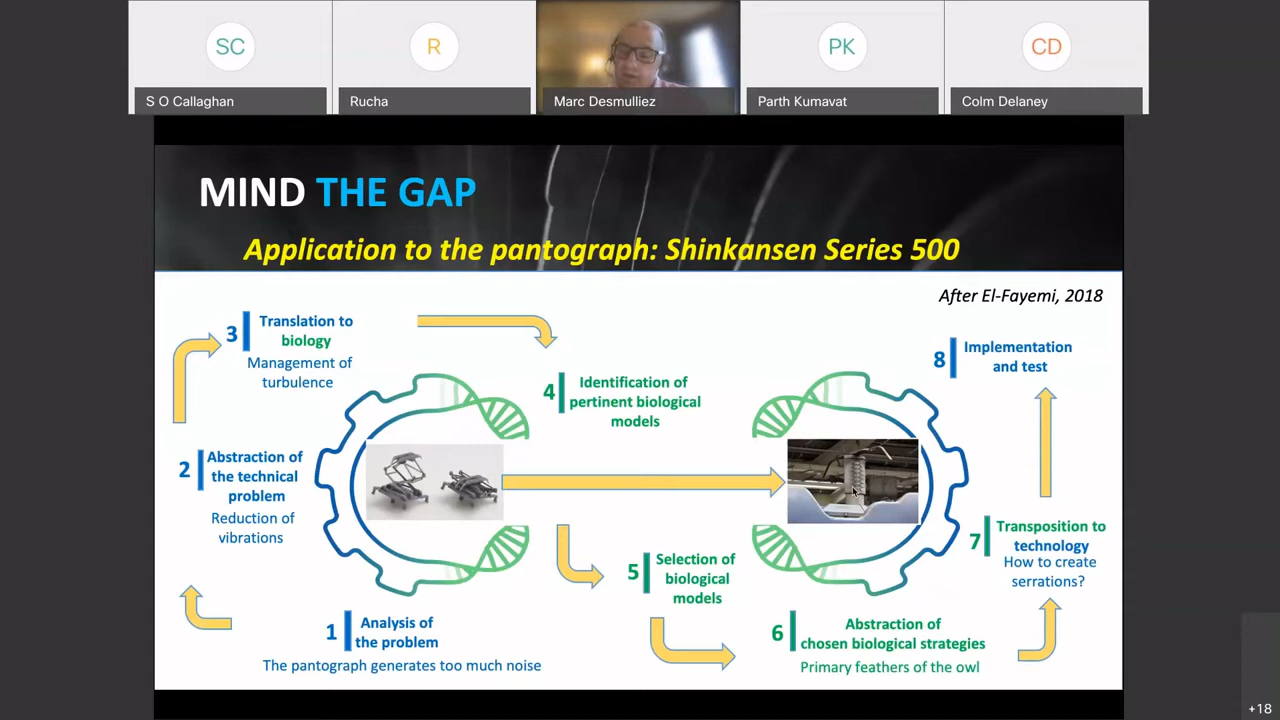 SC
R
PK
CD
S O Callaghan
Rucha
Marc Desmulliez
Parth Kumavat
Colm Delaney
MIND THE GAP
Application to the pantograph: Shinkansen Series 500
After El-Fayemi, 2018
3
Translation to
biology
Management of
turbulence
4
Identification of
pertinent biological
models
8
Implementation
and test
2
Abstraction of
the technical
problem
Reduction of
vibrations
7
Transposition to
technology
How to create
serrations?
5
Selection of
biological
models
1
Analysis of
the problem
The pantograph generates too much noise
6
Abstraction of
chosen biological strategies
Primary feathers of the owl
+18